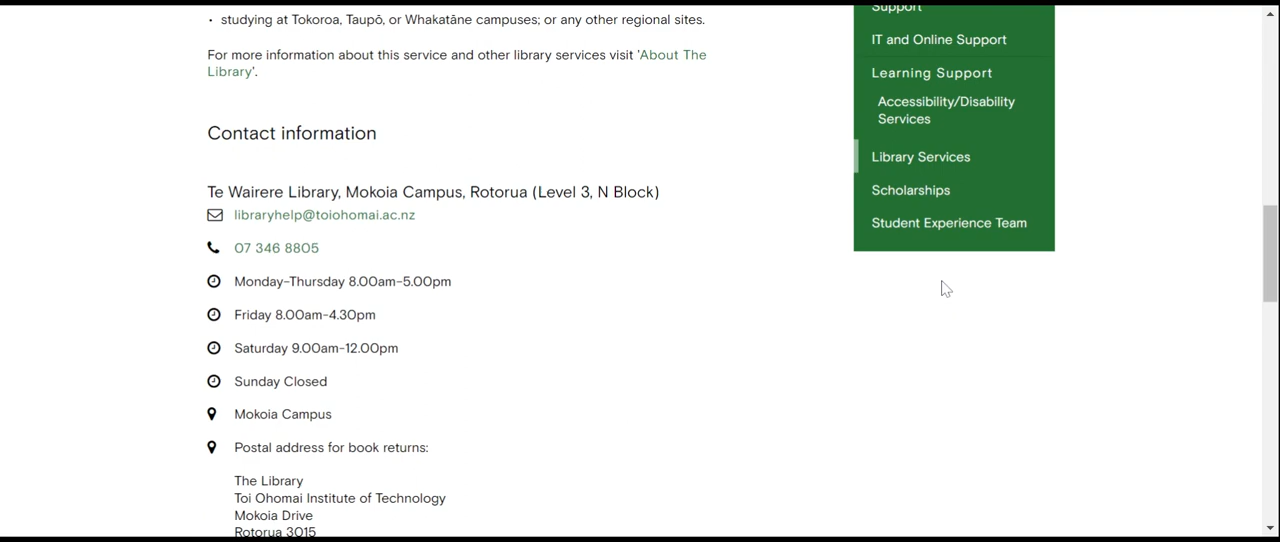 • studying at Tokoroa, Taupō, or Whakatāne campuses; or any other regional sites.
For more information about this service and other library services visit 'About The
Library'.
Contact information
Te Wairere Library, Mokoia Campus, Rotorua (Level 3, N Block)
libraryhelp@toiohomai.ac.nz
07 346 8805
Monday-Thursday 8.00am-5.00pm
Friday 8.00am-4.30pm
Saturday 9.00am-12.00pm
Sunday Closed
Mokoia Campus
Postal address for book returns:
The Library
Toi Ohomai Institute of Technology
Mokoia Drive
Rotorua 3015
Support
IT and Online Support
Learning Support
Accessibility/Disability
Services
Library Services
Scholarships
Student Experience Team